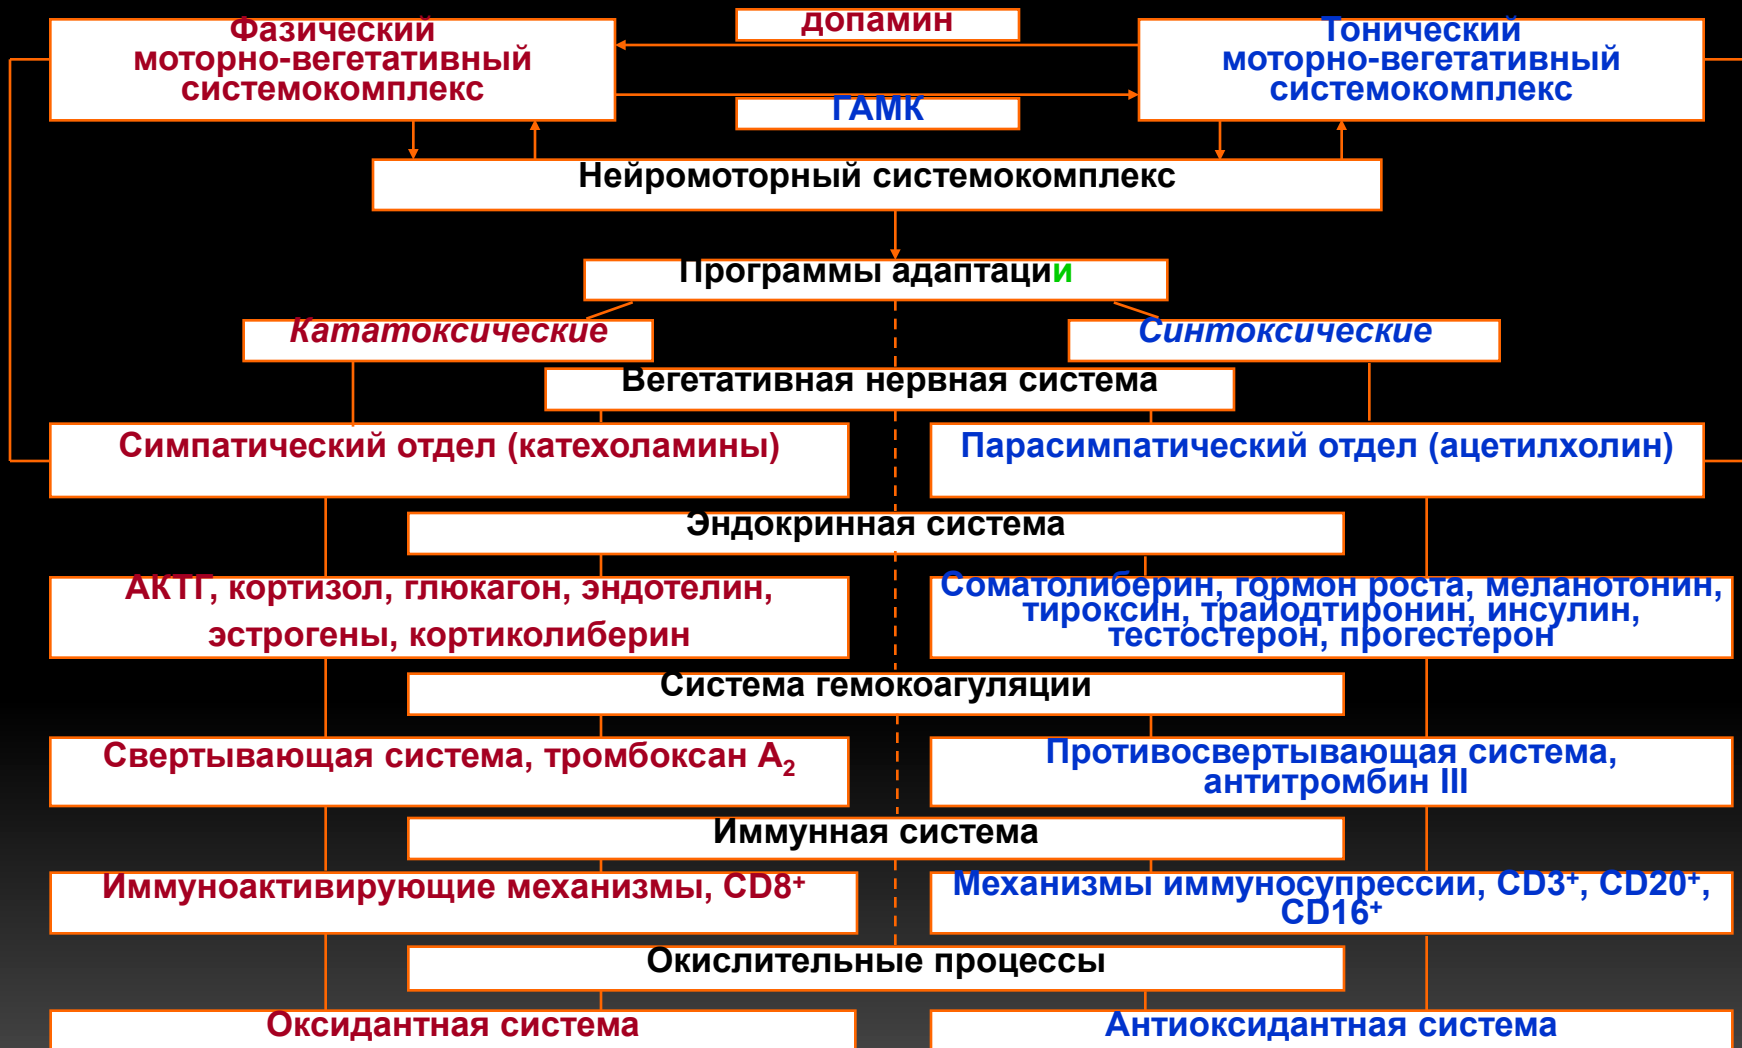 Фазический
моторно-вегетативный
системокомплекс
допамин
ГАМК
Тонический
моторно-вегетативный
системокомплекс
Нейромоторный системокомплекс
Программы адаптации
Кататоксические
Синтоксические
Вегетативная нервная система
Симпатический отдел (катехоламины)
Парасимпатический отдел (ацетилхолин)
Эндокринная система
АКТГ, кортизол, глюкагон, эндотелин,
эстрогены, кортиколиберин
Соматолиберин, гормон роста, меланотонин,
тироксин, трайодтиронин, инсулин,
тестостерон, прогестерон
Система гемокоагуляции
Свертывающая система, тромбоксан А₂
Противосвертывающая система,
антитромбин III
Иммунная система
Иммуноактивирующие механизмы, CD8⁺
Механизмы иммуносупрессии, CD3⁺, CD20⁺,
CD16⁺
Окислительные процессы
Оксидантная система
Антиоксидантная система